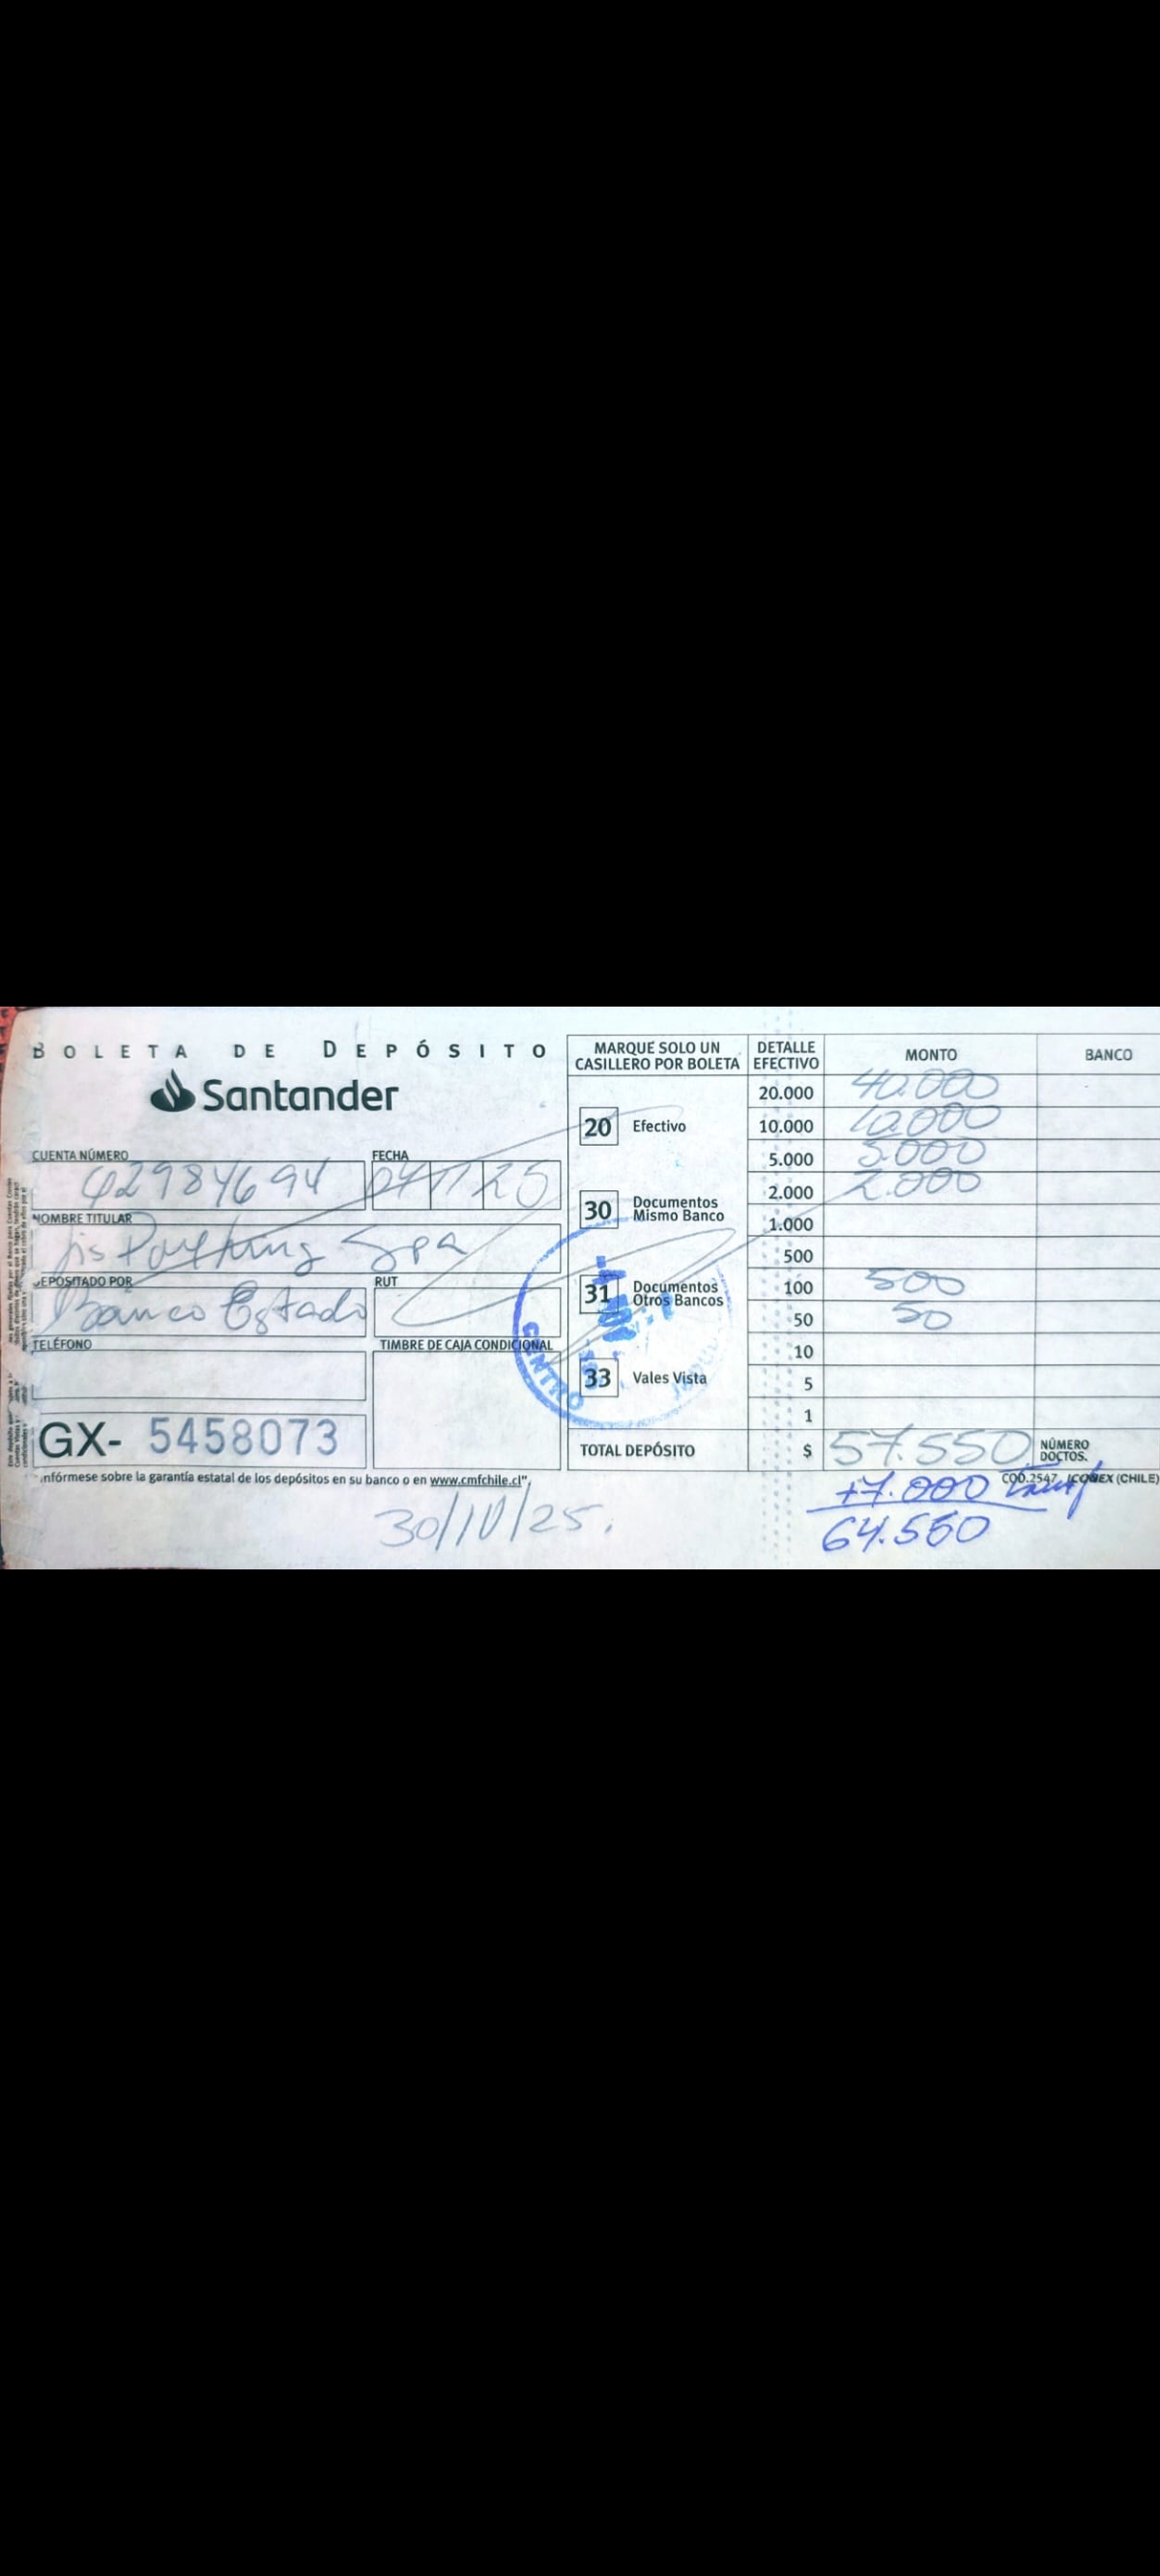 BOLETA DE DEPÓSITO
Santander
CUENTA NÚMERO
42984694
FECHA
04 11 25
NOMBRE TITULAR
Jis Parking Spa
DEPOSITADO POR
Banco Estado
RUT
TELÉFONO
TIMBRE DE CAJA CONDICIONAL
GX- 5458073
infórmese sobre la garantía estatal de los depósitos en su banco o en www.cmfchile.cl".
30/10/25.
MARQUE SOLO UN CASILLERO POR BOLETA
20 Efectivo
30 Documentos Mismo Banco
31 Documentos Otros Bancos
33 Vales Vista
CENTRO
DETALLE EFECTIVO MONTO BANCO
20.000 40.000
10.000 10.000
5.000 5.000
2.000 2.000
1.000
500
100 500
50 50
10
5
1
TOTAL DEPÓSITO $ 57.550 NÚMERO DOCTOS.
COD.2547 ICONEX (CHILE)
+7.000 Transf
64.550